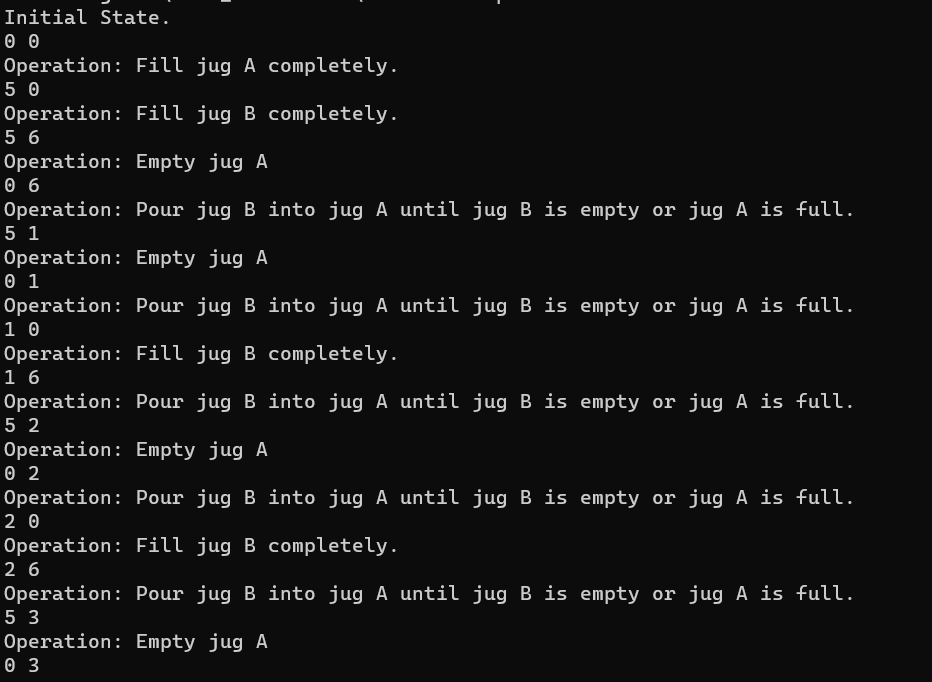 Initial State.
0 0
Operation: Fill jug A completely.
5 0
Operation: Fill jug B completely.
5 6
Operation: Empty jug A
0 6
Operation: Pour jug B into jug A until jug B is empty or jug A is full.
5 1
Operation: Empty jug A
0 1
Operation: Pour jug B into jug A until jug B is empty or jug A is full.
1 0
Operation: Fill jug B completely.
1 6
Operation: Pour jug B into jug A until jug B is empty or jug A is full.
5 2
Operation: Empty jug A
0 2
Operation: Pour jug B into jug A until jug B is empty or jug A is full.
2 0
Operation: Fill jug B completely.
2 6
Operation: Pour jug B into jug A until jug B is empty or jug A is full.
5 3
Operation: Empty jug A
0 3